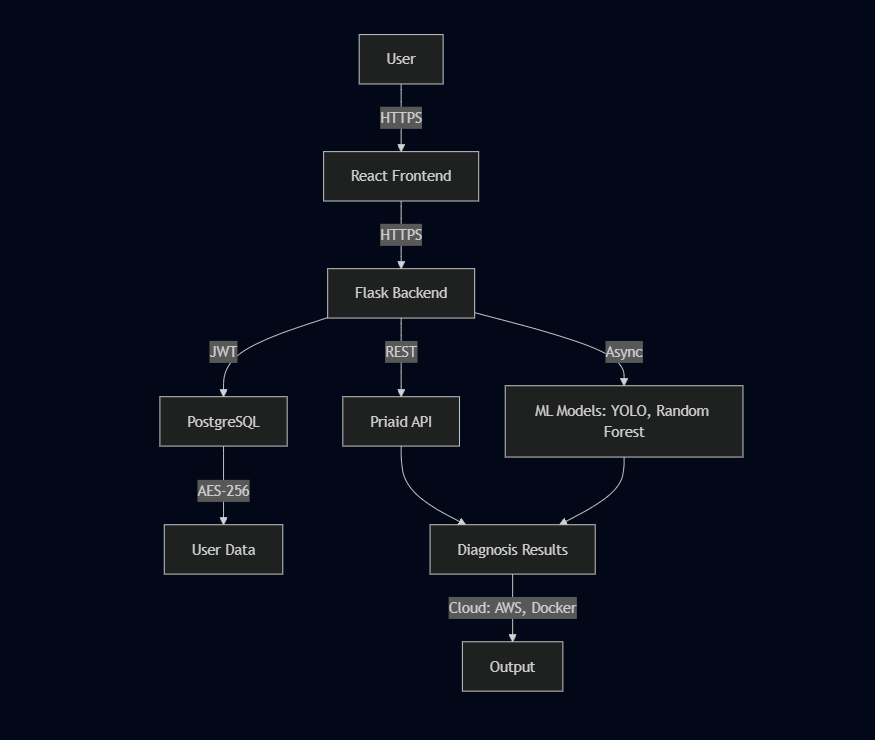 User
HTTPS
React Frontend
HTTPS
Flask Backend
JWT
REST
Async
PostgreSQL
Priaid API
ML Models: YOLO, Random
Forest
AES-256
User Data
Diagnosis Results
Cloud: AWS, Docker
Output